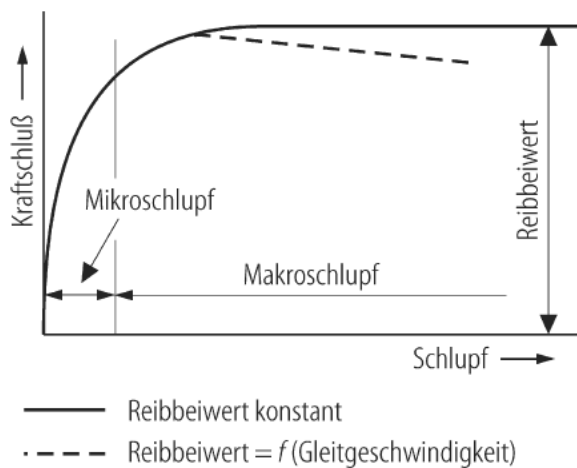 Kraftschluß
Mikroschlupf
Makroschlupf
Reibbeiwert
Schlupf
Reibbeiwert konstant
Reibbeiwert = f (Gleitgeschwindigkeit)